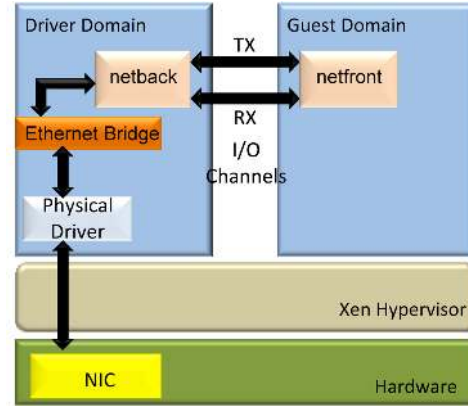 Driver Domain
Guest Domain
TX
netback
netfront
RX
Ethernet Bridge
I/O
Channels
Physical
Driver
Xen Hypervisor
NIC
Hardware